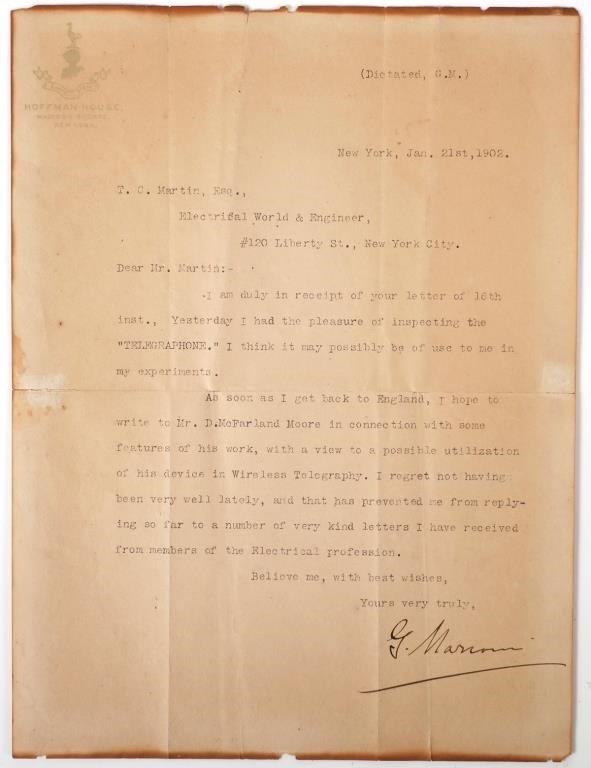 HOFFMAN HOUSE,
MADISON SQUARE,
NEW YORK.
(Dictated, G.M.)
New York, Jan. 21st,1902.
T. C. Martin, Esq.,
Electrical World & Engineer,
#120 Liberty St., New York City.
Dear Mr. Martin:-
I am duly in receipt of your letter of 16th
inst., Yesterday I had the pleasure of inspecting the
"TELEGRAPHONE." I think it may possibly be of use to me in
my experiments.
As soon as I get back to England, I hope to
write to Mr. D.McFarland Moore in connection with some
features of his work, with a view to a possible utilization
of his device in Wireless Telegraphy. I regret not having
been very well lately, and that has prevented me from reply-
ing so far to a number of very kind letters I have received
from members of the Electrical profession.
Believe me, with best wishes,
Yours very truly,
G. Marconi